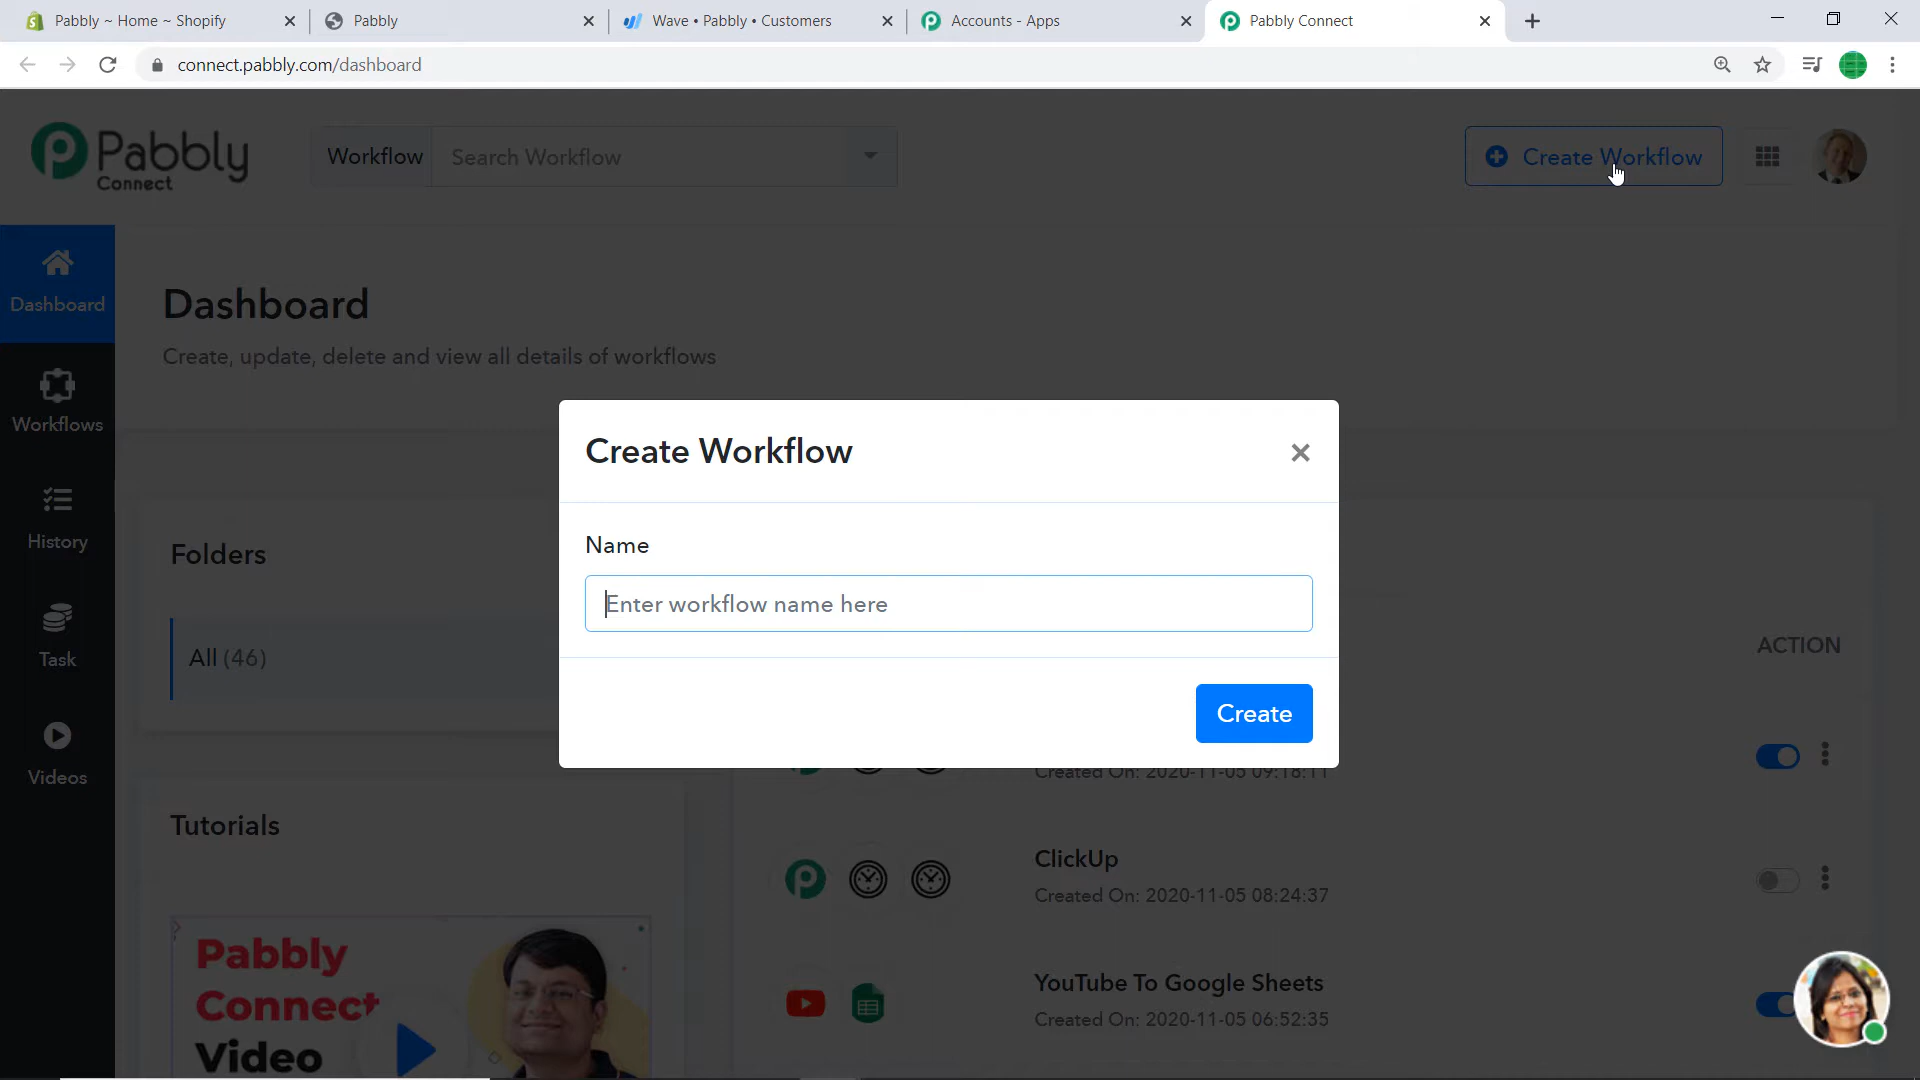 Pabbly ~ Home ~ Shopify
Pabbly
Wave • Pabbly • Customers
Accounts - Apps
Pabbly Connect
connect.pabbly.com/dashboard
Pabbly
Connect
Workflow
Search Workflow
Create Workflow
Dashboard
Workflows
History
Task
Videos
Dashboard
Create, update, delete and view all details of workflows
Create Workflow
Name
Enter workflow name here
Create
Folders
All (46)
ACTION
Created On: 2020-11-05 09:18:11
Tutorials
ClickUp
Created On: 2020-11-05 08:24:37
YouTube To Google Sheets
Created On: 2020-11-05 06:52:35
Pabbly
Connect
Video